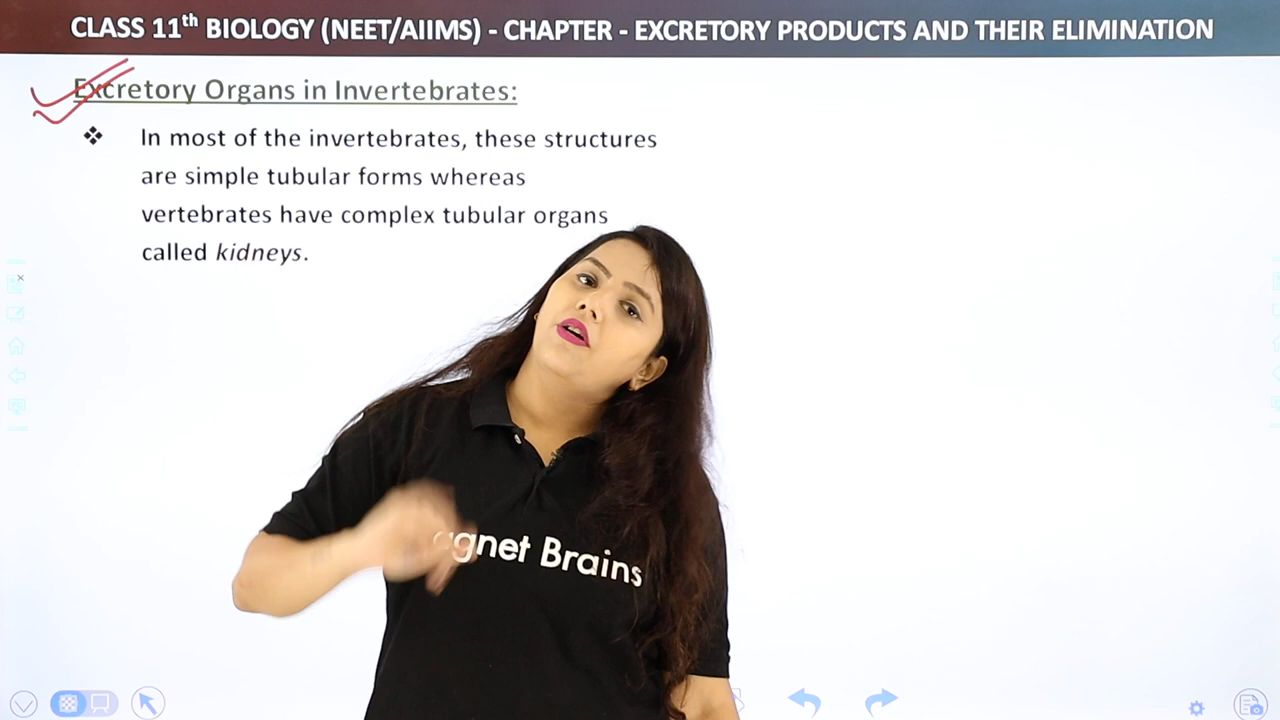 CLASS 11th BIOLOGY (NEET/AIIMS) - CHAPTER - EXCRETORY PRODUCTS AND THEIR ELIMINATION
Excretory Organs in Invertebrates:
❖ In most of the invertebrates, these structures
are simple tubular forms whereas
vertebrates have complex tubular organs
called kidneys.
agnet Brains